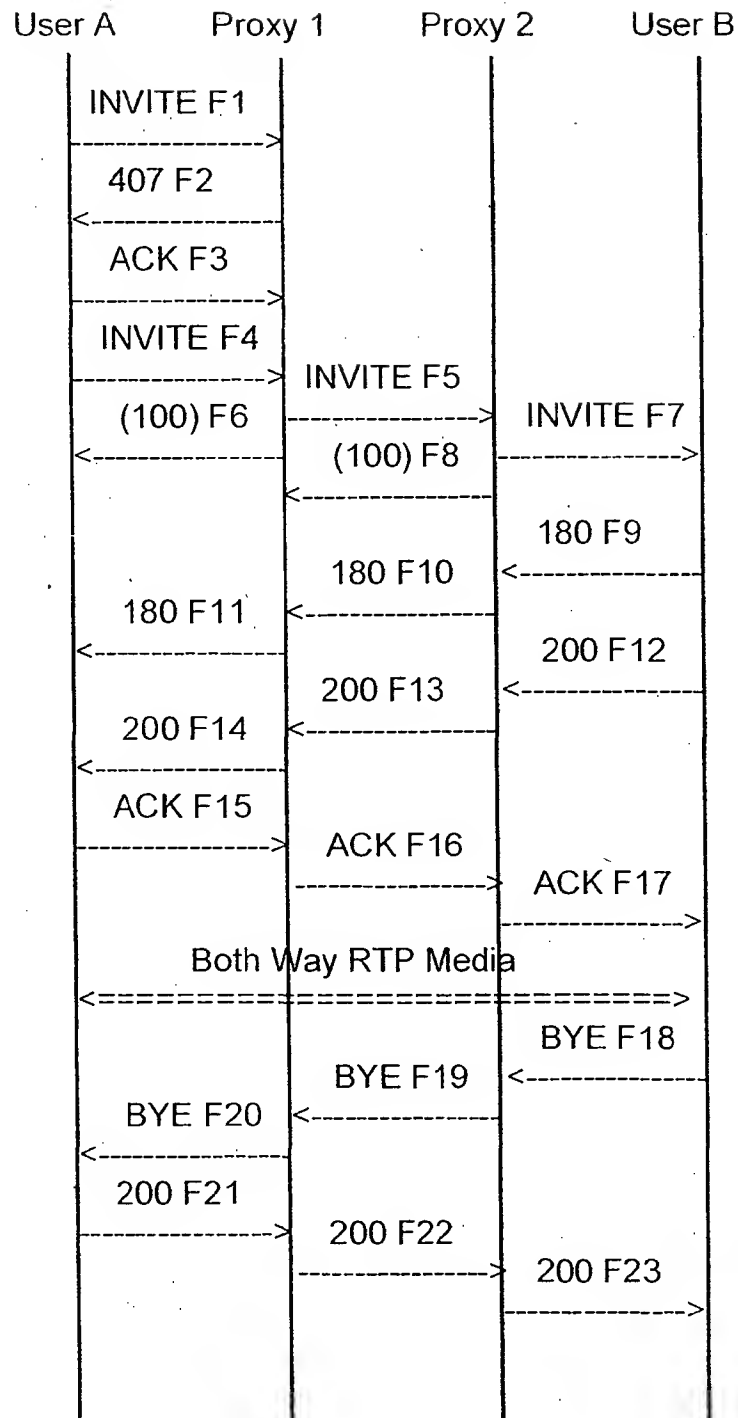 User A Proxy 1 Proxy 2 User B
INVITE F1
407 F2
ACK F3
INVITE F4
INVITE F5
(100) F6
INVITE F7
(100) F8
180 F9
180 F10
180 F11
200 F12
200 F13
200 F14
ACK F15
ACK F16
ACK F17
Both Way RTP Media
BYE F18
BYE F19
BYE F20
200 F21
200 F22
200 F23